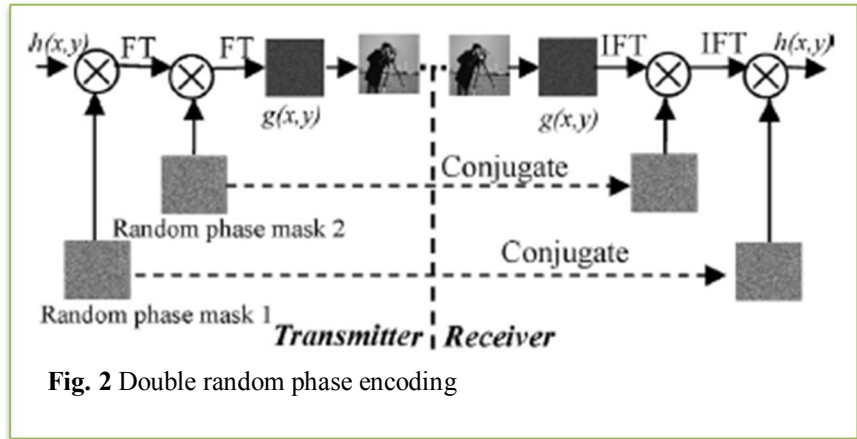 h(x,y) FT FT IFT IFT h(x,y)
g(x,y) g(x,y)
Conjugate
Random phase mask 2
Conjugate
Random phase mask 1
Transmitter Receiver
Fig. 2 Double random phase encoding